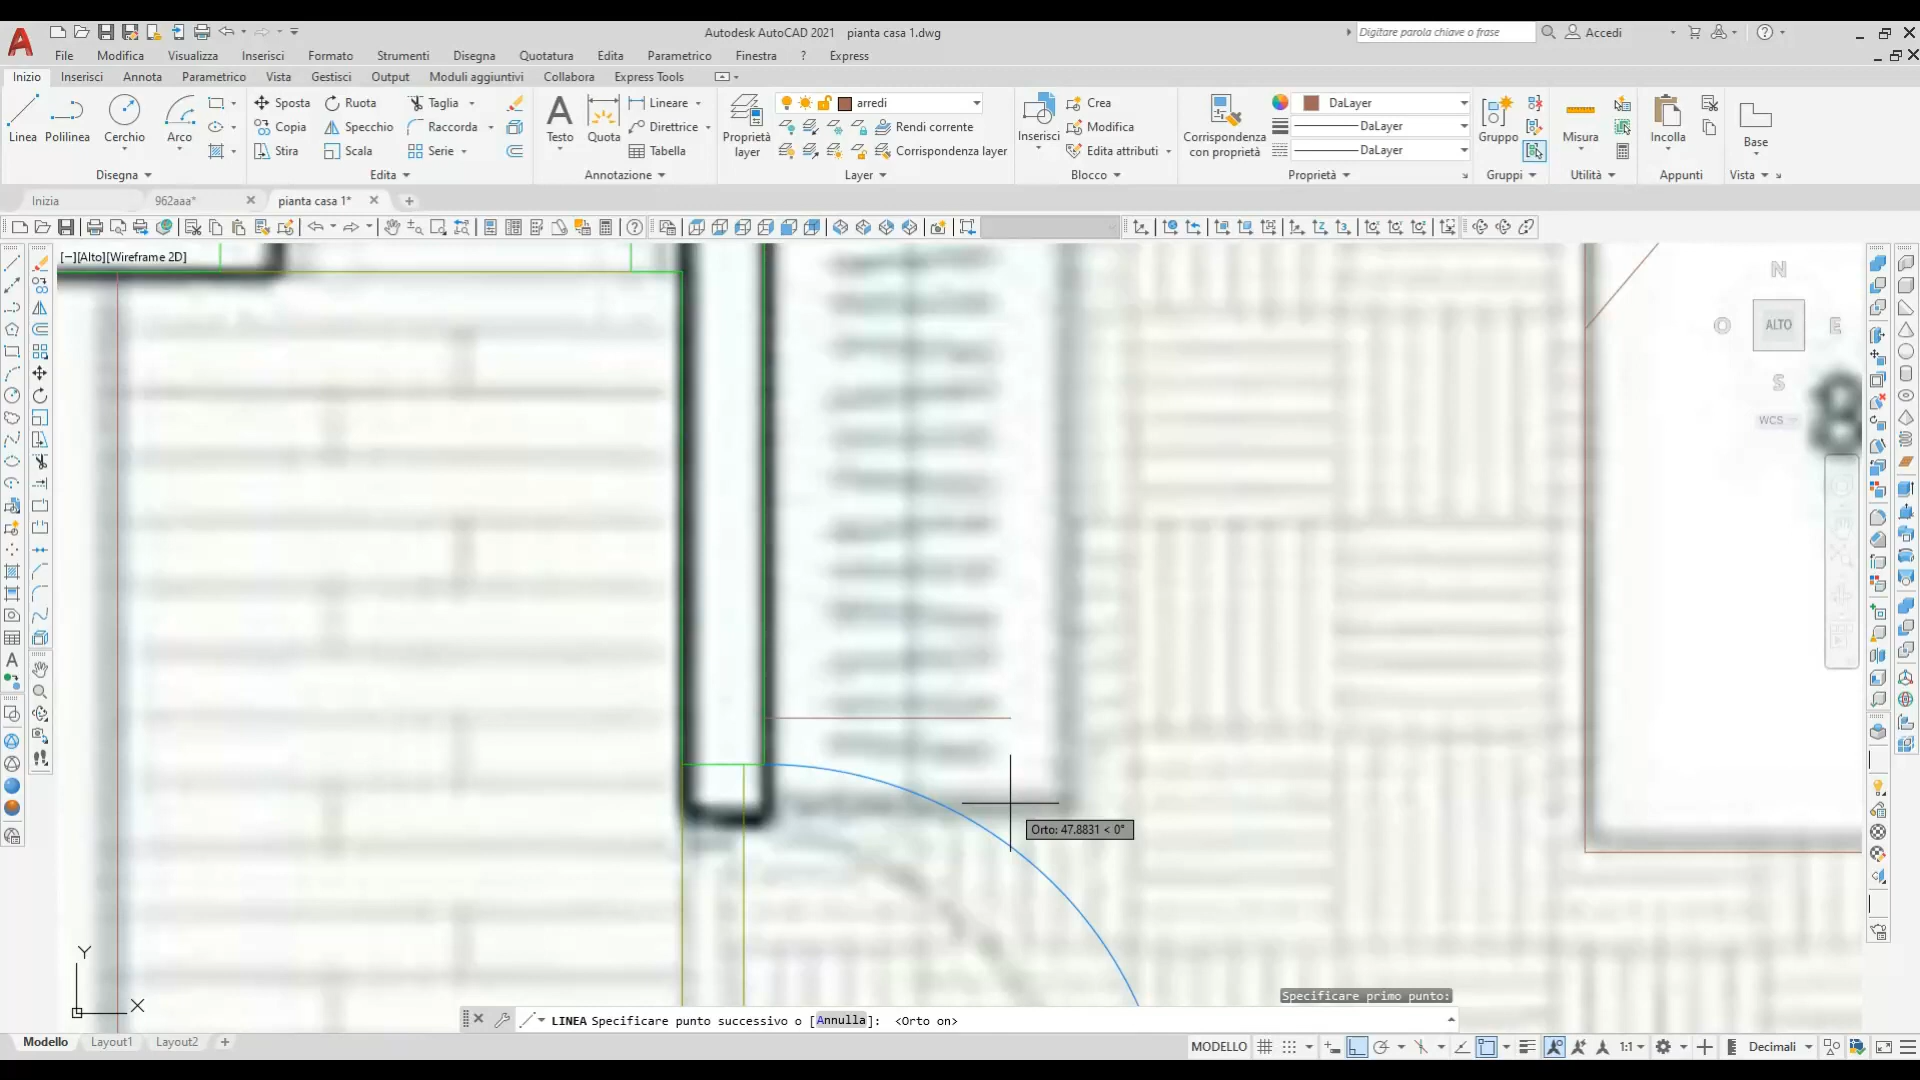 Autodesk AutoCAD 2021 pianta casa 1.dwg
Digitare parola chiave o frase
Accedi
File Modifica Visualizza Inserisci Formato Strumenti Disegna Quotatura Edita Parametrico Finestra ? Express
Inizio Inserisci Annota Parametrico Vista Gestisci Output Moduli aggiuntivi Collabora Express Tools
Linea Polilinea Cerchio Arco
Sposta Ruota Taglia
Copia Specchio Raccorda
Stira Scala Serie
Testo Quota
Lineare
Direttrice
Tabella
Proprietà layer
arredi
Rendi corrente
Corrispondenza layer
Inserisci
Crea
Modifica
Edita attributi
Corrispondenza con proprietà
DaLayer
DaLayer
DaLayer
Gruppo
Misura
Incolla
Base
Disegna Edita Annotazione Layer Blocco Proprietà Gruppi Utilità Appunti Vista
Inizia 962aaa* pianta casa 1*
[−][Alto][Wireframe 2D]
N
O ALTO E
S
WCS
8
Orto: 47.8831 < 0°
Y
X
Specificare primo punto:
LINEA Specificare punto successivo o [Annulla]: <Orto on>
Modello Layout1 Layout2
MODELLO 1:1 Decimali